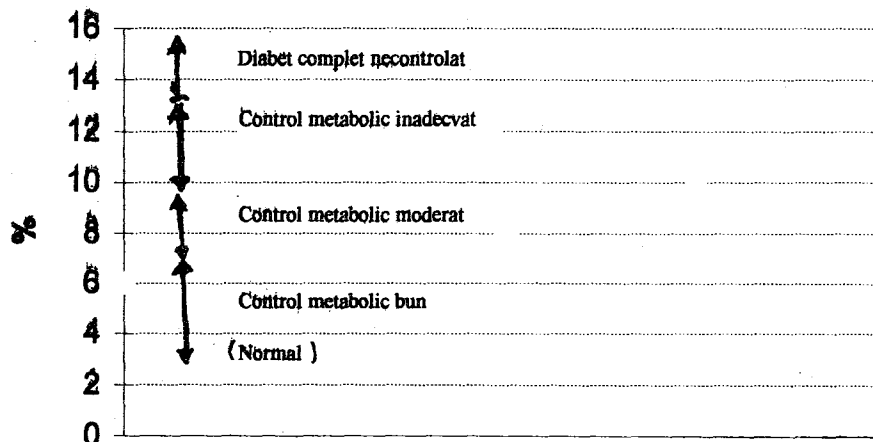 16
Diabet complet necontrolat
14
12
Control metabolic inadecvat
10
Control metabolic moderat
%
8
6
Control metabolic bun
4
(Normal)
2
0